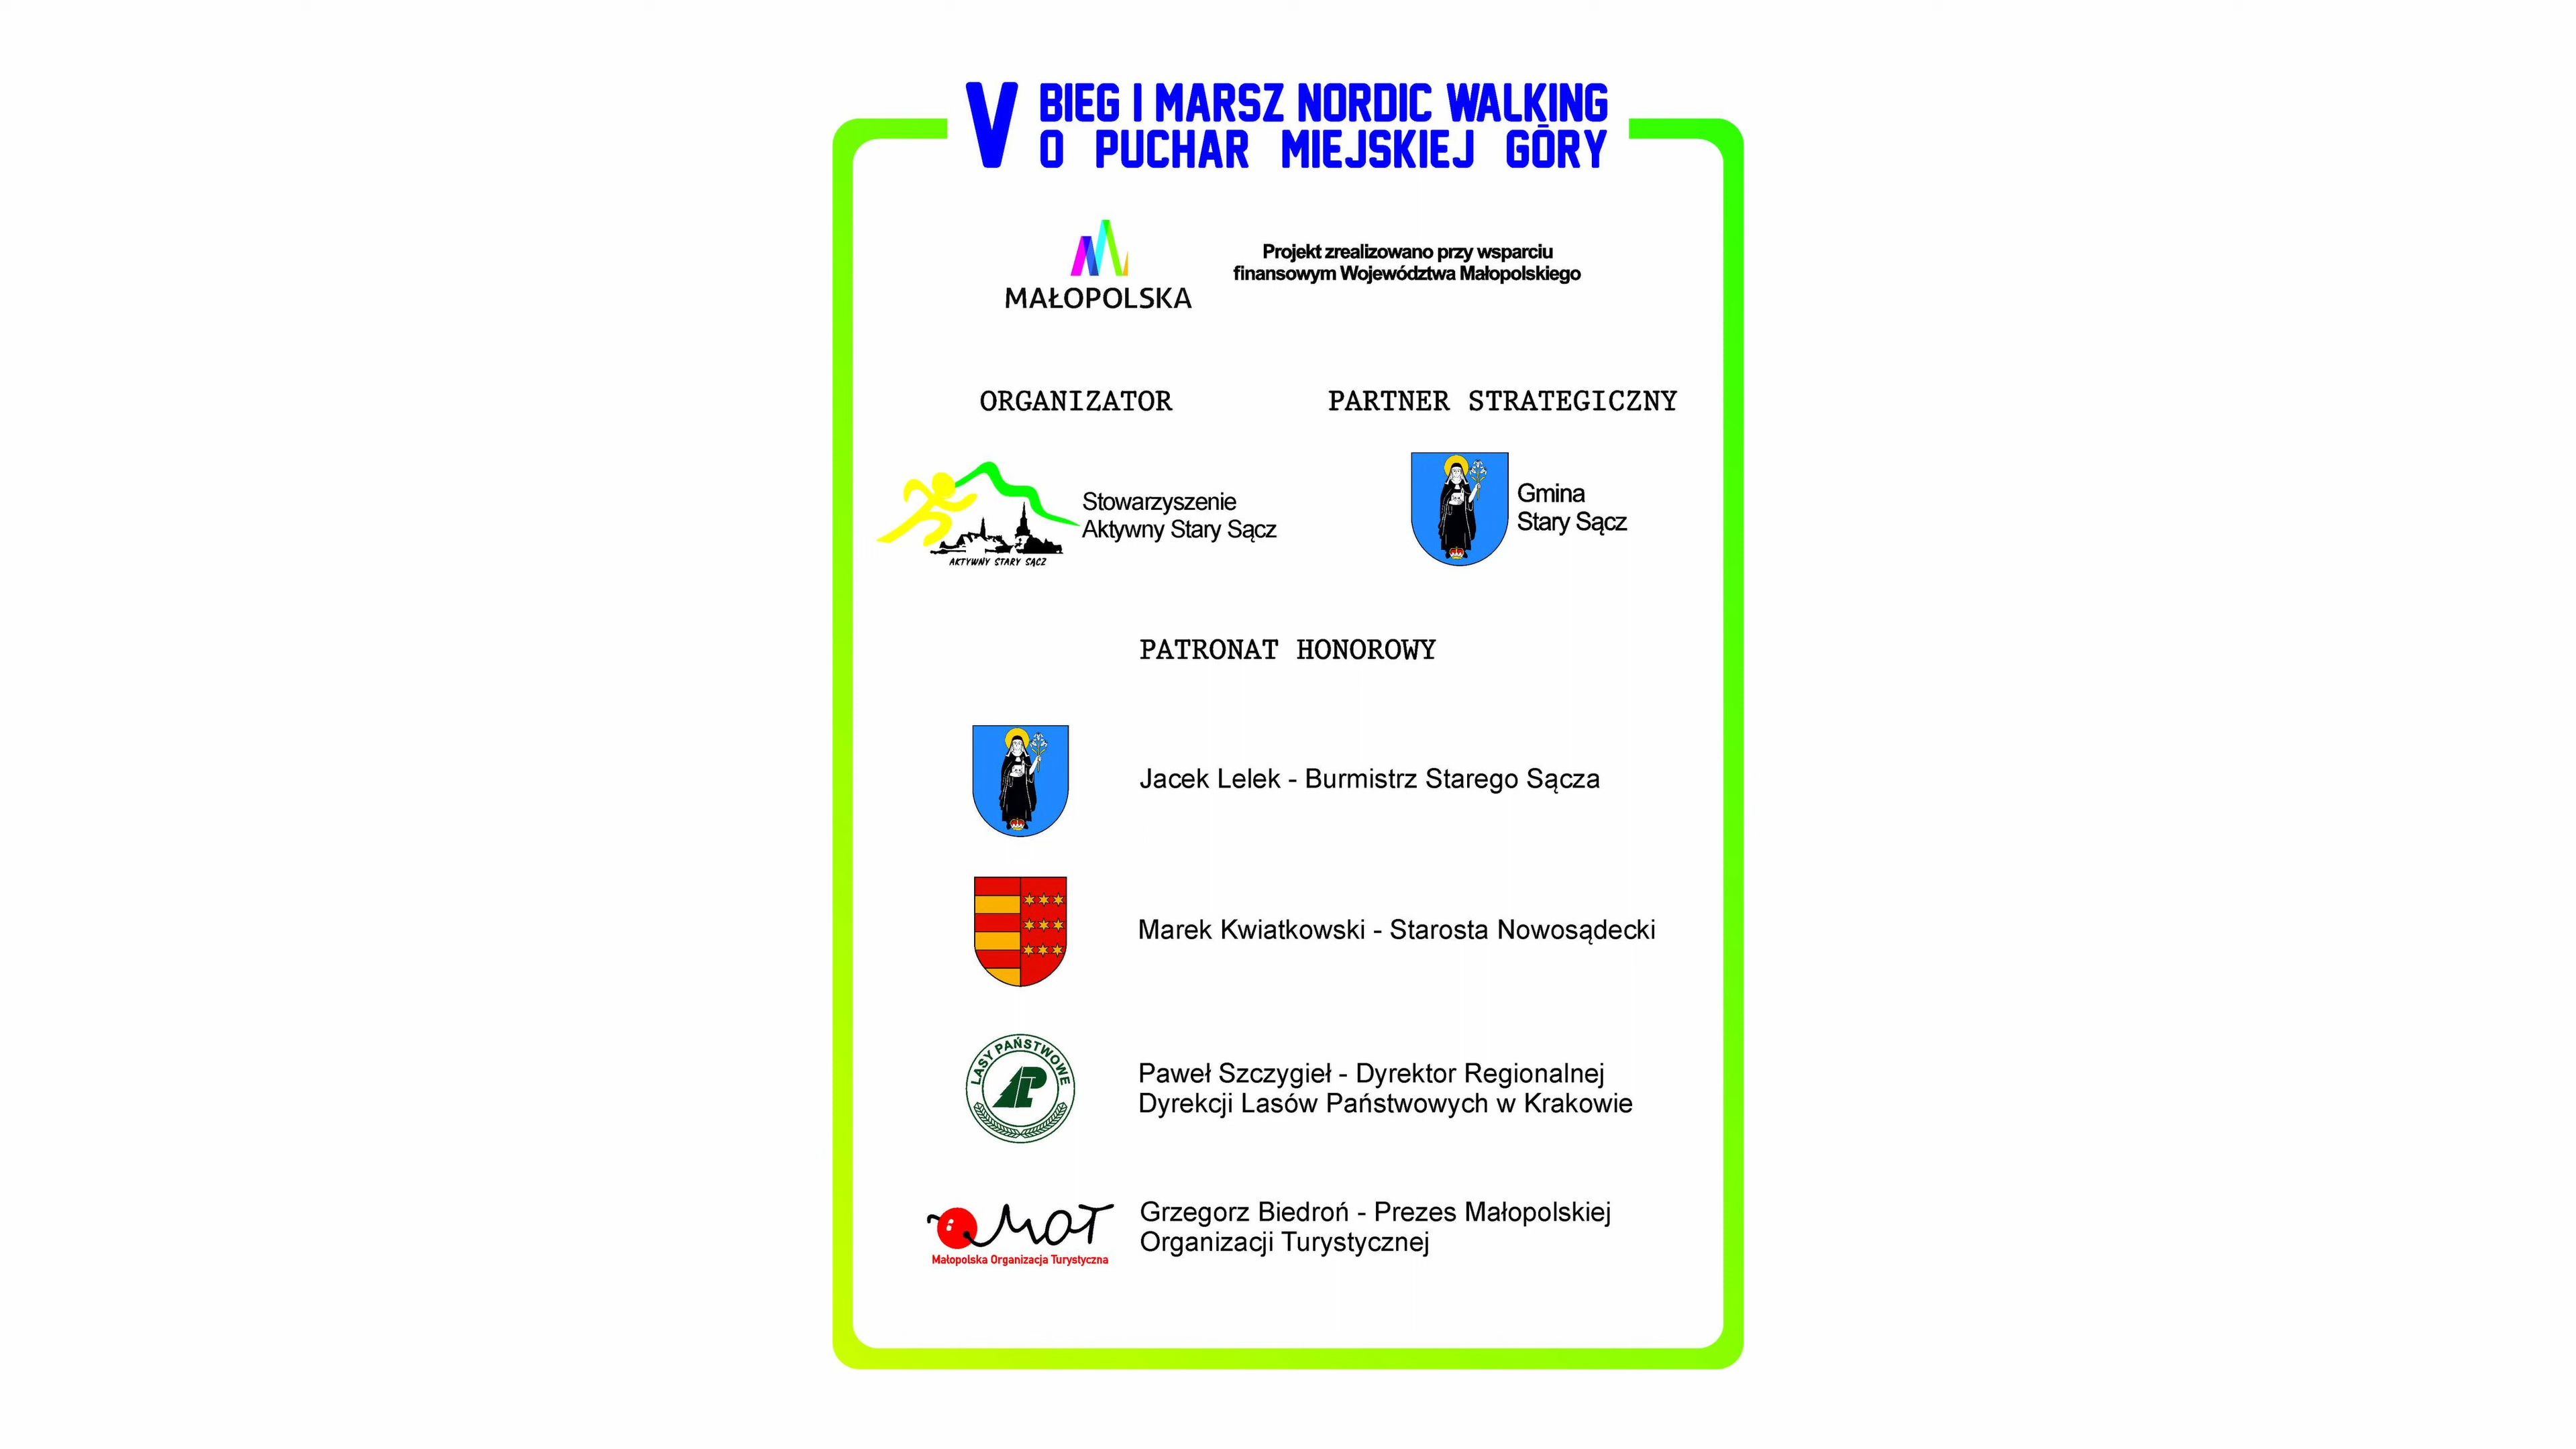 V BIEG I MARSZ NORDIC WALKING
O PUCHAR MIEJSKIEJ GÓRY
MAŁOPOLSKA
Projekt zrealizowano przy wsparciu
finansowym Województwa Małopolskiego
ORGANIZATOR
PARTNER STRATEGICZNY
Stowarzyszenie
Aktywny Stary Sącz
AKTYWNY STARY SĄCZ
Gmina
Stary Sącz
PATRONAT HONOROWY
Jacek Lelek - Burmistrz Starego Sącza
Marek Kwiatkowski - Starosta Nowosądecki
LASY PAŃSTWOWE
LP
Paweł Szczygieł - Dyrektor Regionalnej
Dyrekcji Lasów Państwowych w Krakowie
MOT
Małopolska Organizacja Turystyczna
Grzegorz Biedroń - Prezes Małopolskiej
Organizacji Turystycznej